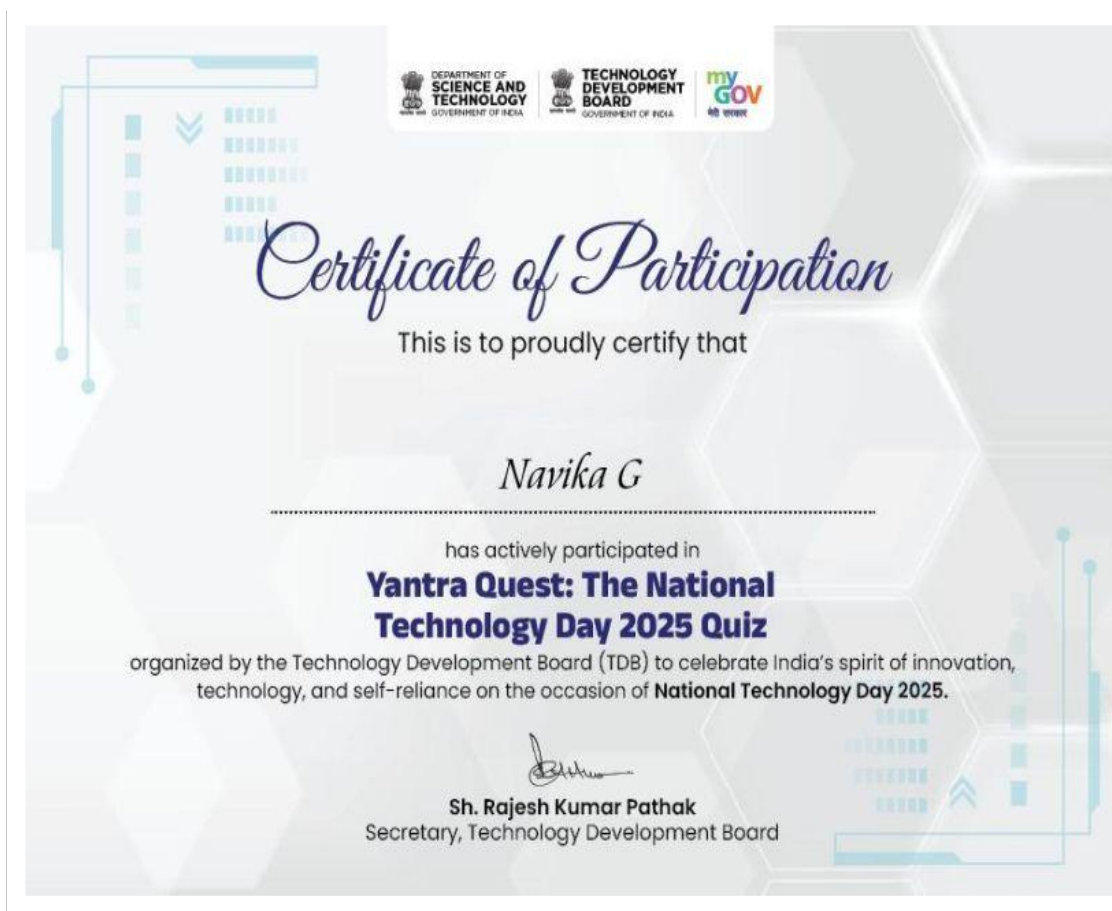 DEPARTMENT OF
SCIENCE AND
TECHNOLOGY
GOVERNMENT OF INDIA
TECHNOLOGY
DEVELOPMENT
BOARD
GOVERNMENT OF INDIA
my
GOV
मेरी सरकार
Certificate of Participation
This is to proudly certify that
Navika G
has actively participated in
Yantra Quest: The National
Technology Day 2025 Quiz
organized by the Technology Development Board (TDB) to celebrate India's spirit of innovation,
technology, and self-reliance on the occasion of National Technology Day 2025.
Sh. Rajesh Kumar Pathak
Secretary, Technology Development Board